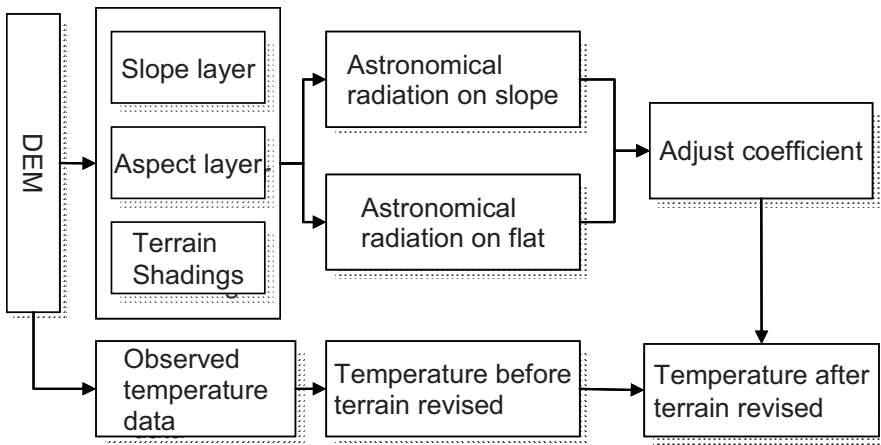 DEM
Slope layer
Aspect layer
Terrain
Shadings
Astronomical
radiation on slope
Astronomical
radiation on flat
Adjust coefficient
Observed
temperature
data
Temperature before
terrain revised
Temperature after
terrain revised